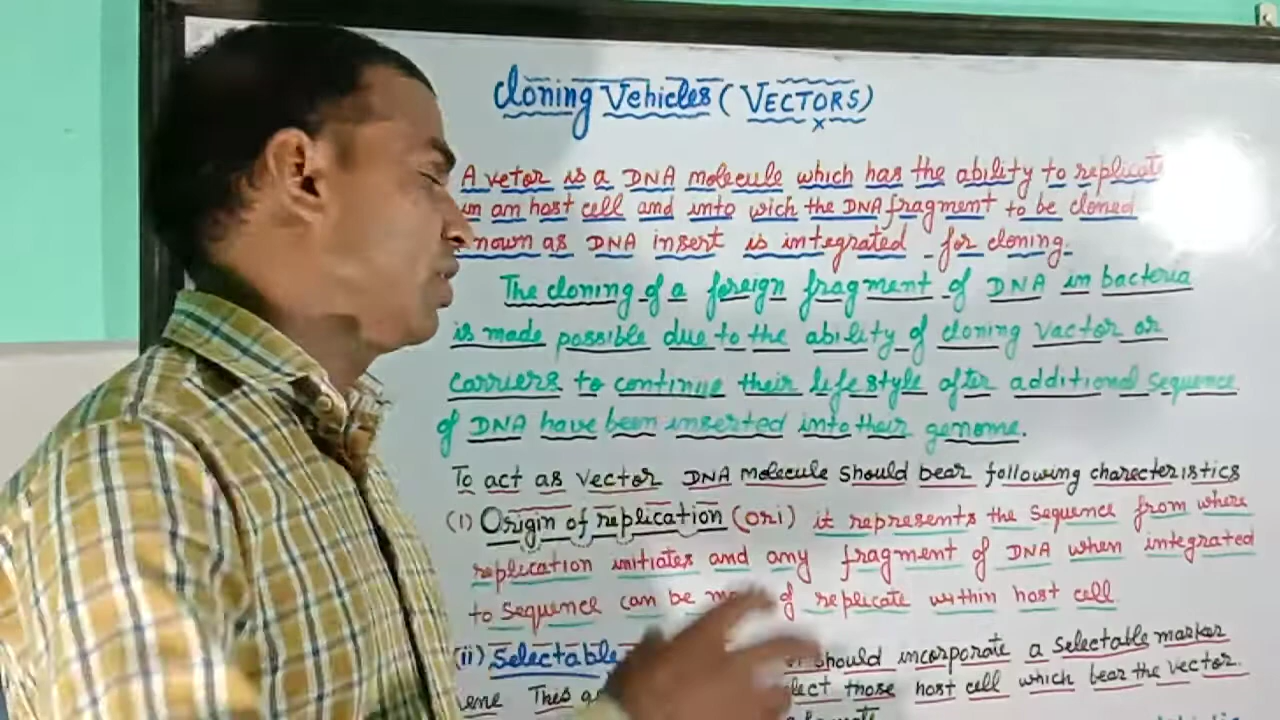 Cloning Vehicles (VECTORS)
A vetor is a DNA molecule which has the ability to replicate
in an host cell and into wich the DNA fragment to be cloned
nown as DNA insert is integrated for cloning.
The cloning of a foreign fragment of DNA in bacteria
is made possible due to the ability of cloning vactor or
carriers to continue their life style after additional sequence
of DNA have been inserted into their genome.
To act as vector DNA molecule should bear following characteristics
(i) Origin of replication (ori) it represents the sequence from where
replication initiates and any fragment of DNA when integrated
to sequence can be of replicate within host cell
(ii) Selectable should incorporate a selectable marker
ene This those host cell which bear the vector.